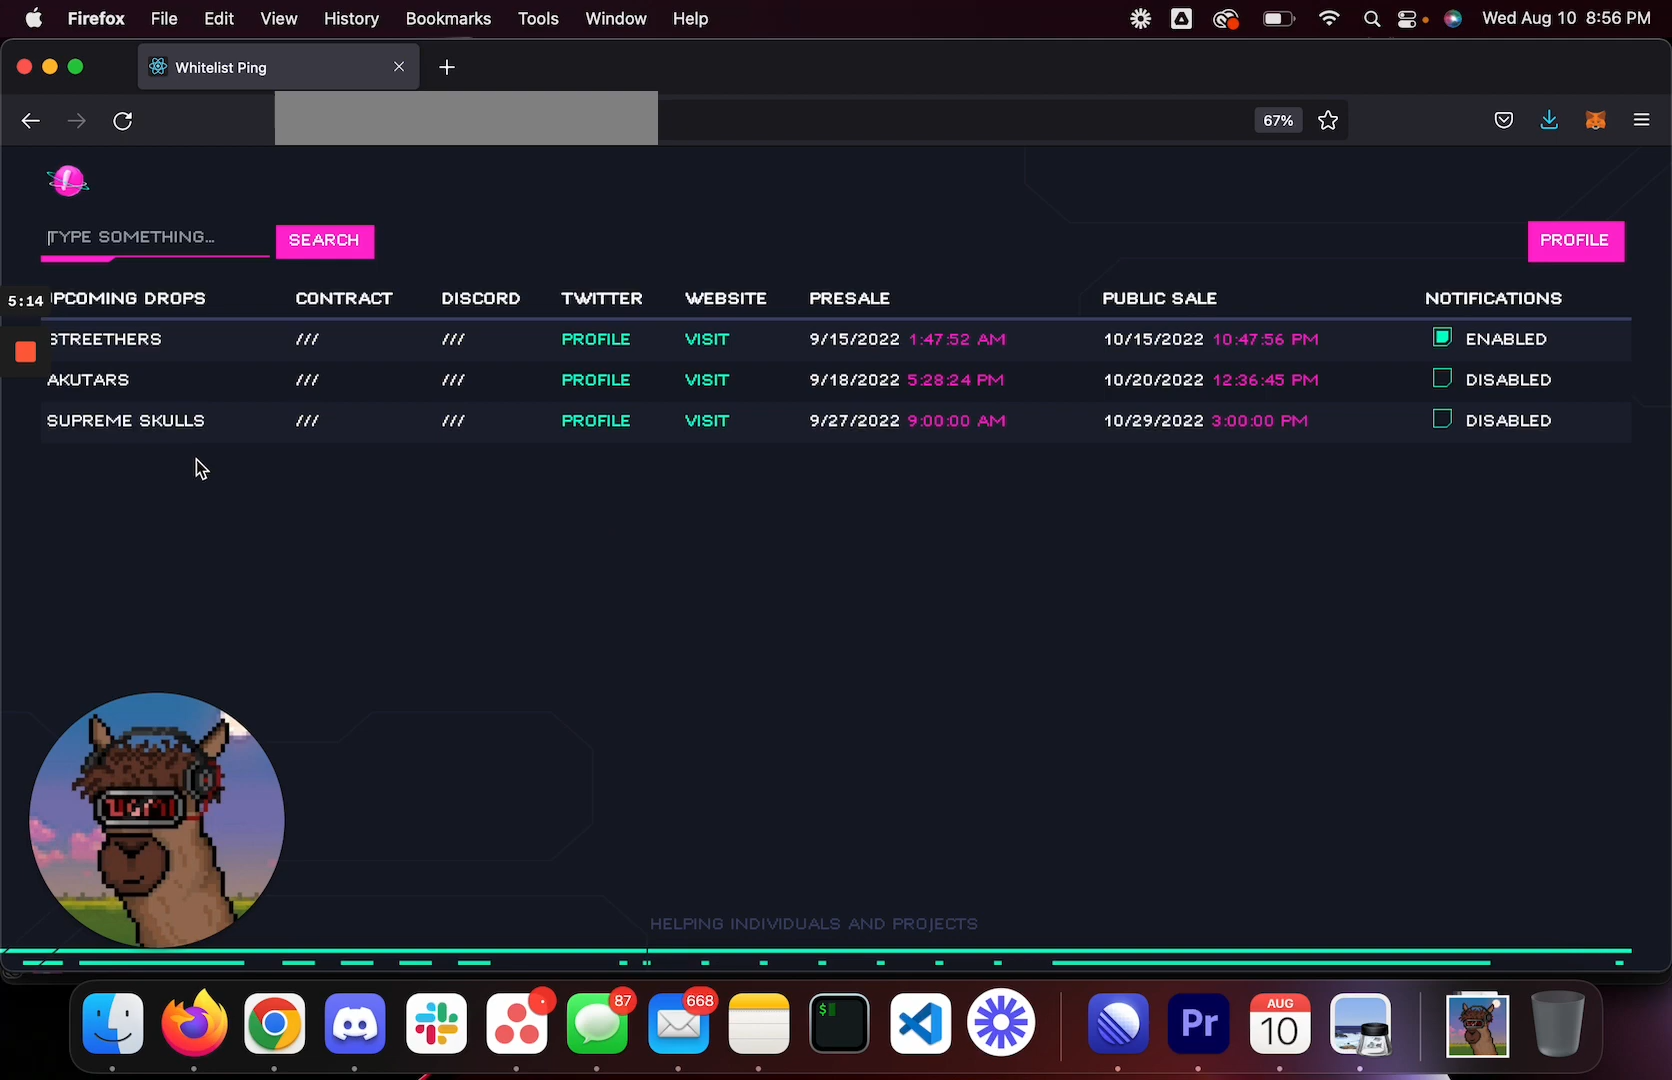 Firefox File Edit View History Bookmarks Tools Window Help Wed Aug 10 8:56 PM
Whitelist Ping
67%
TYPE SOMETHING...
SEARCH
PROFILE
5:14
UPCOMING DROPS CONTRACT DISCORD TWITTER WEBSITE PRESALE PUBLIC SALE NOTIFICATIONS
STREETHERS /// /// PROFILE VISIT 9/15/2022 1:47:52 AM 10/15/2022 10:47:56 PM ENABLED
AKUTARS /// /// PROFILE VISIT 9/18/2022 5:28:24 PM 10/20/2022 12:36:45 PM DISABLED
SUPREME SKULLS /// /// PROFILE VISIT 9/27/2022 9:00:00 AM 10/29/2022 3:00:00 PM DISABLED
HELPING INDIVIDUALS AND PROJECTS
87
668
$
Pr
AUG
10